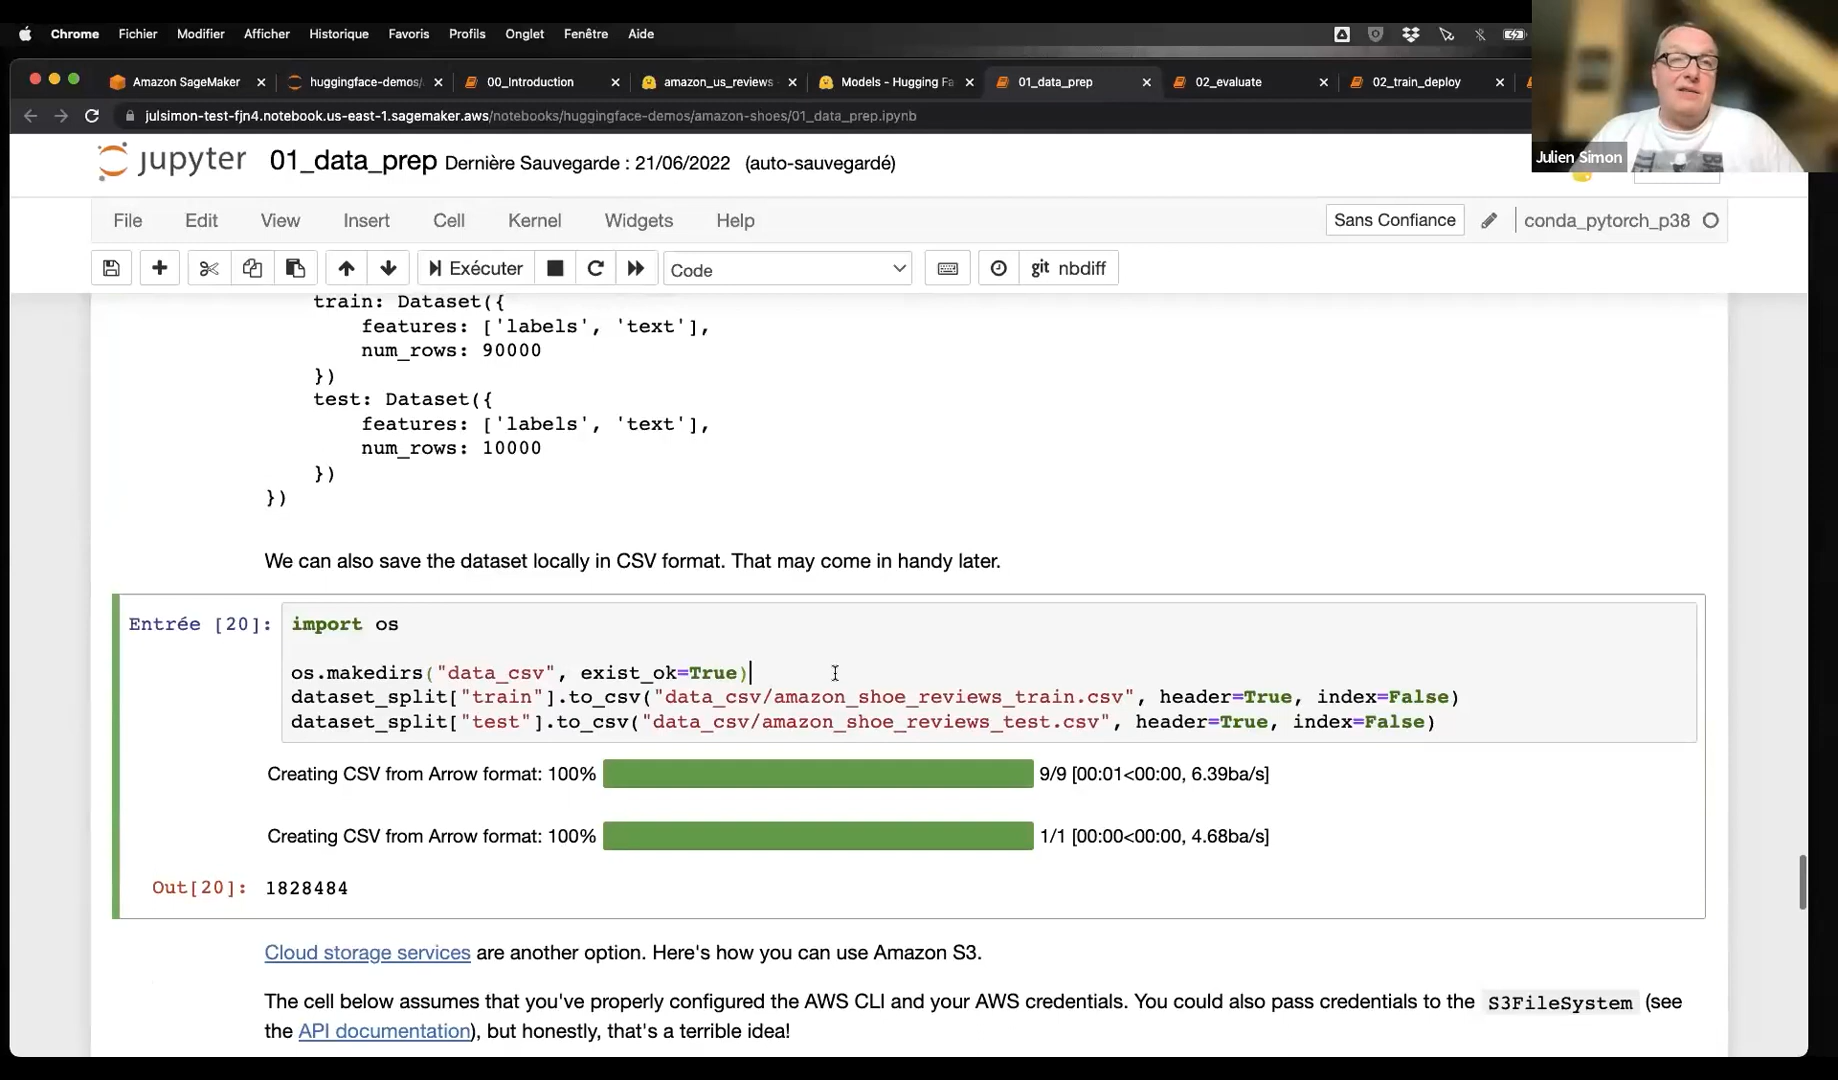 Chrome Fichier Modifier Afficher Historique Favoris Profils Onglet Fenêtre Aide
Amazon SageMaker huggingface-demos/ 00_Introduction amazon_us_reviews Models - Hugging Fa 01_data_prep 02_evaluate 02_train_deploy
julsimon-test-fjn4.notebook.us-east-1.sagemaker.aws/notebooks/huggingface-demos/amazon-shoes/01_data_prep.ipynb
Julien Simon
jupyter 01_data_prep Dernière Sauvegarde : 21/06/2022 (auto-sauvegardé)
File Edit View Insert Cell Kernel Widgets Help Sans Confiance conda_pytorch_p38
Exécuter Code git nbdiff
train: Dataset({
features: ['labels', 'text'],
num_rows: 90000
})
test: Dataset({
features: ['labels', 'text'],
num_rows: 10000
})
})
We can also save the dataset locally in CSV format. That may come in handy later.
Entrée [20]: import os
os.makedirs("data_csv", exist_ok=True)
dataset_split["train"].to_csv("data_csv/amazon_shoe_reviews_train.csv", header=True, index=False)
dataset_split["test"].to_csv("data_csv/amazon_shoe_reviews_test.csv", header=True, index=False)
Creating CSV from Arrow format: 100% 9/9 [00:01<00:00, 6.39ba/s]
Creating CSV from Arrow format: 100% 1/1 [00:00<00:00, 4.68ba/s]
Out[20]: 1828484
Cloud storage services are another option. Here's how you can use Amazon S3.
The cell below assumes that you've properly configured the AWS CLI and your AWS credentials. You could also pass credentials to the S3FileSystem (see
the API documentation), but honestly, that's a terrible idea!